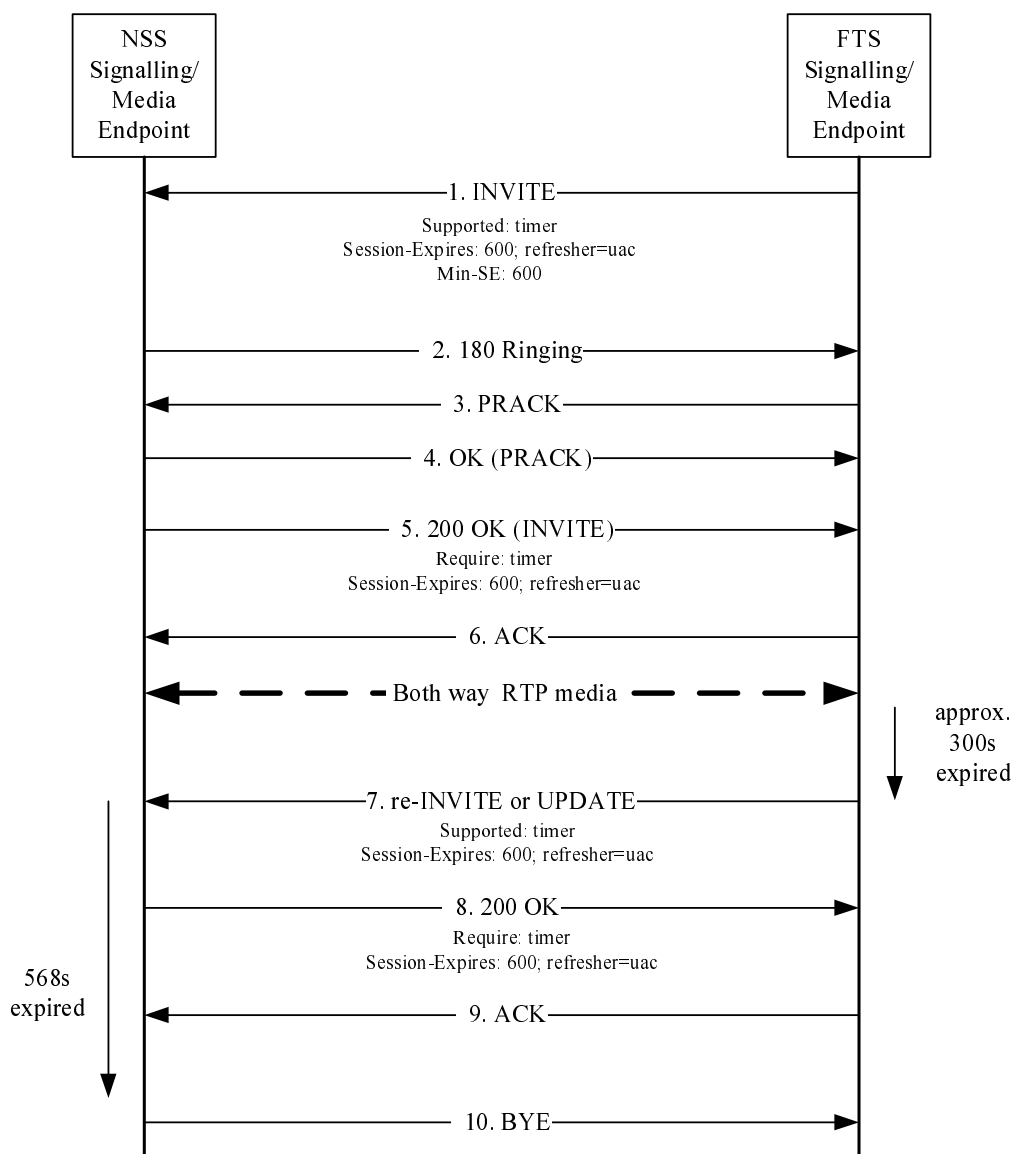 NSS
Signalling/
Media
Endpoint
FTS
Signalling/
Media
Endpoint
1. INVITE
Supported: timer
Session-Expires: 600; refresher=uac
Min-SE: 600
2. 180 Ringing
3. PRACK
4. OK (PRACK)
5. 200 OK (INVITE)
Require: timer
Session-Expires: 600; refresher=uac
6. ACK
Both way RTP media
approx.
300s
expired
7. re-INVITE or UPDATE
Supported: timer
Session-Expires: 600; refresher=uac
8. 200 OK
Require: timer
Session-Expires: 600; refresher=uac
568s
expired
9. ACK
10. BYE